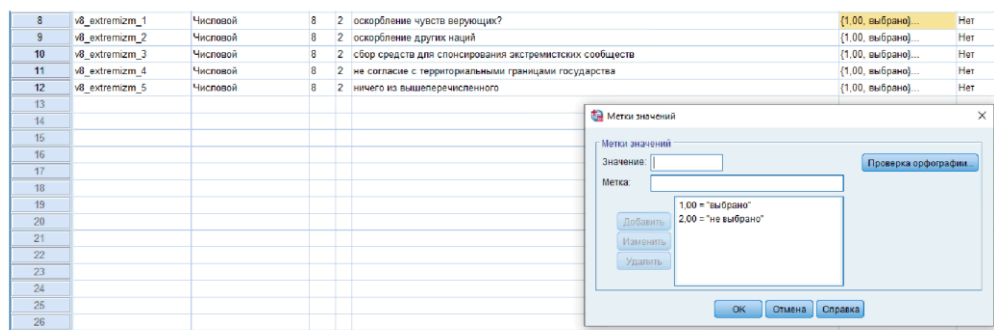 8 v8_extremizm_1 Числовой 8 2 оскорбление чувств верующих? {1,00, выбрано}... Нет
9 v8_extremizm_2 Числовой 8 2 оскорбление других наций {1,00, выбрано}... Нет
10 v8_extremizm_3 Числовой 8 2 сбор средств для спонсирования экстремистских сообществ {1,00, выбрано}... Нет
11 v8_extremizm_4 Числовой 8 2 не согласие с территориальными границами государства {1,00, выбрано}... Нет
12 v8_extremizm_5 Числовой 8 2 ничего из вышеперечисленного {1,00, выбрано}... Нет
13
14
15
16
17
18
19
20
21
22
23
24
25
26
Метки значений
Метки значений
Значение:
Проверка орфографии...
Метка:
1,00 = "выбрано"
2,00 = "не выбрано"
Добавить
Изменить
Удалить
OK Отмена Справка